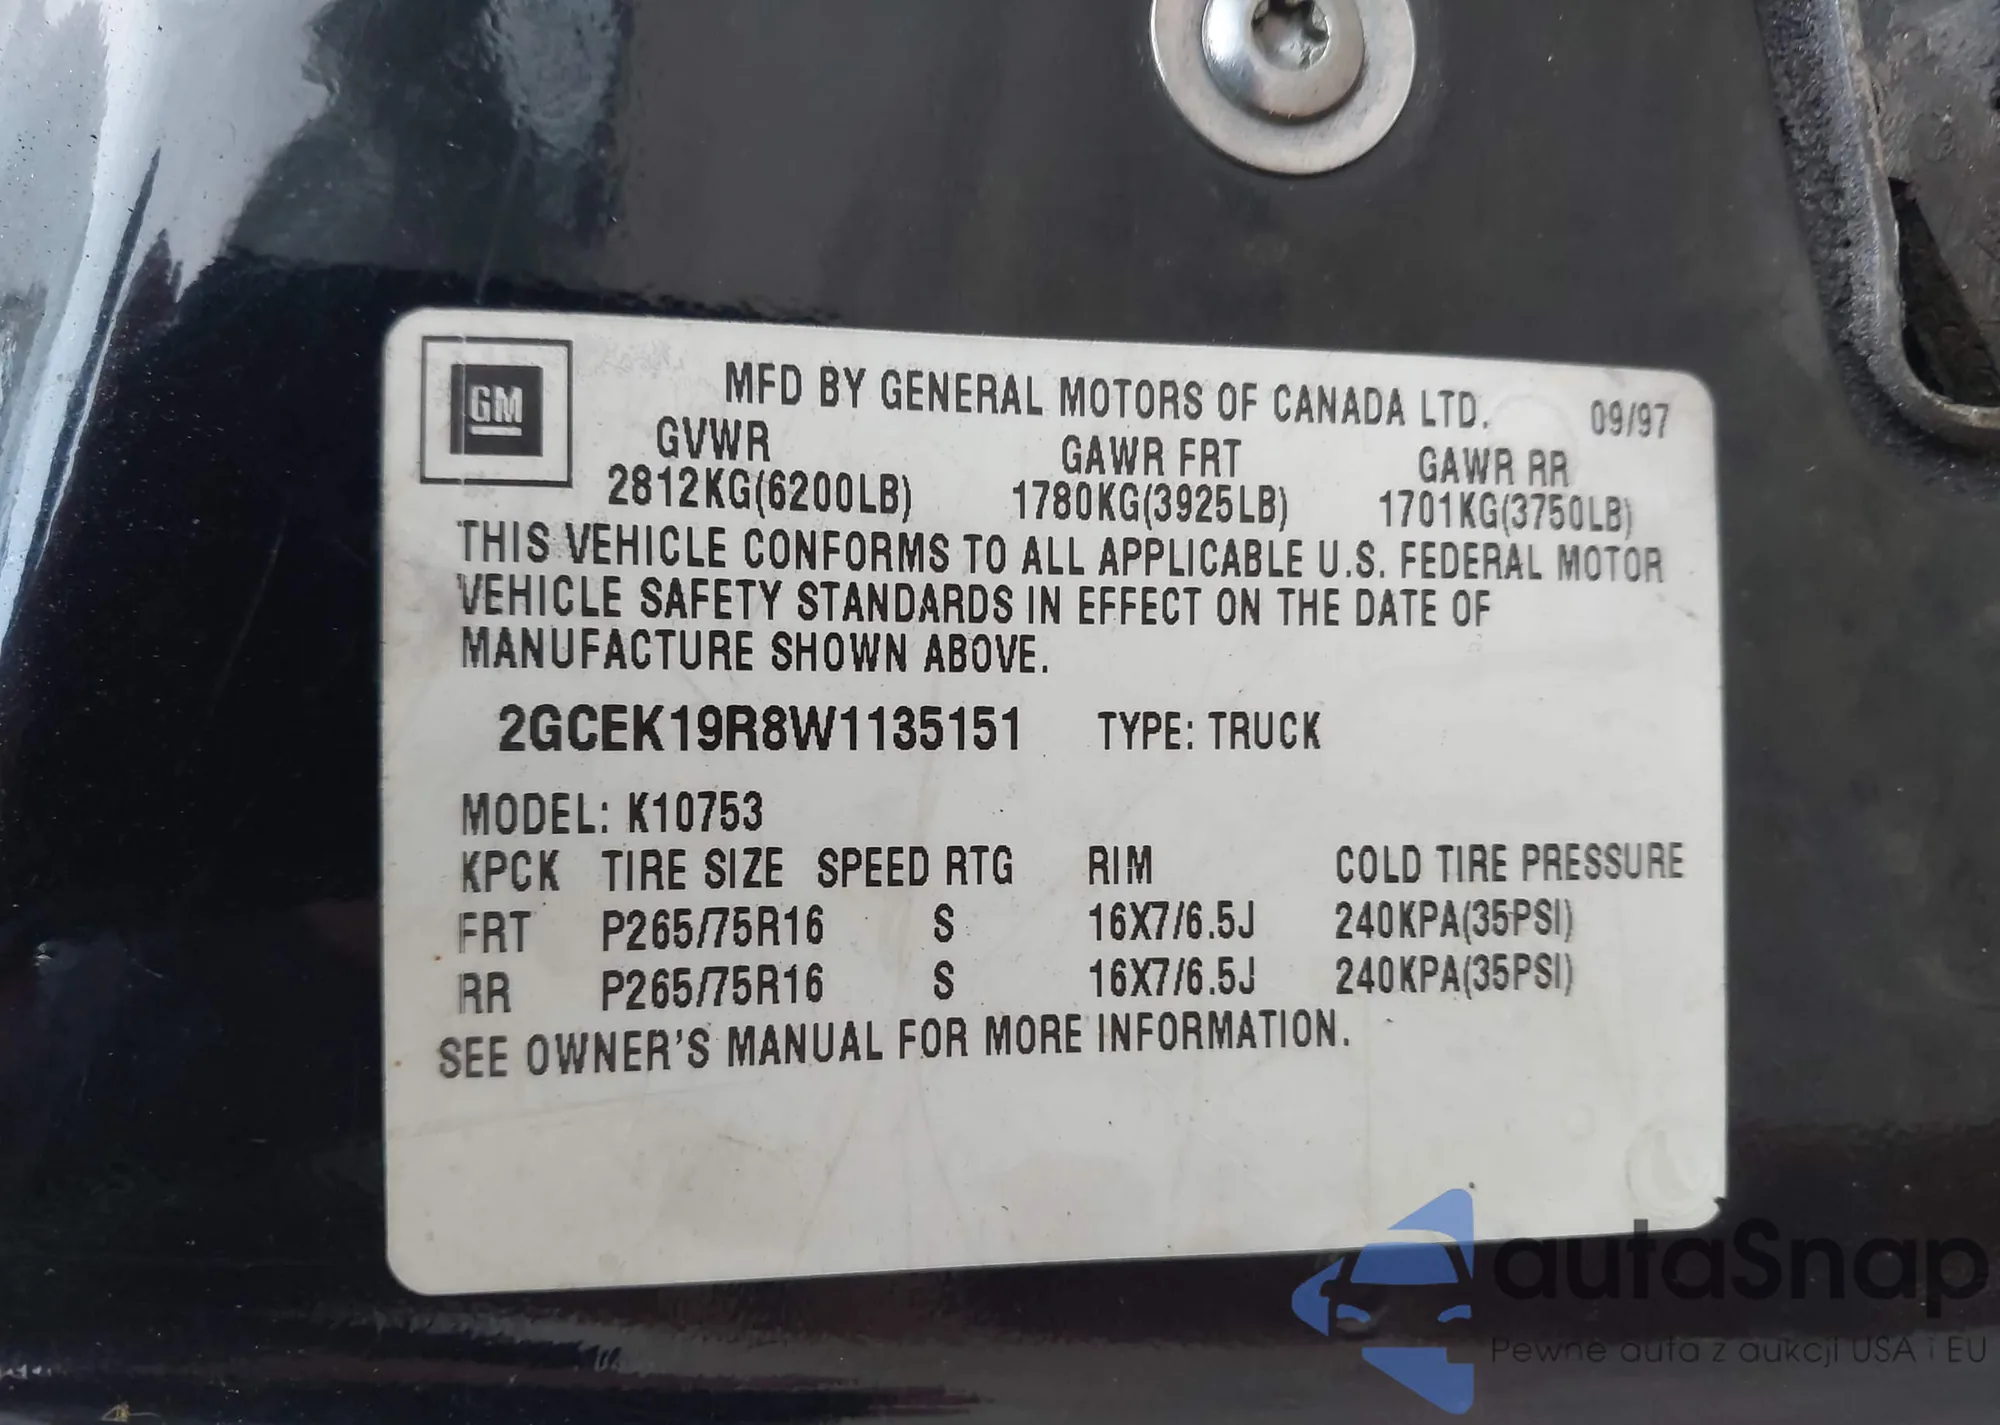 GM
MFD BY GENERAL MOTORS OF CANADA LTD. 09/97
GVWR GAWR FRT GAWR RR
2812KG(6200LB) 1780KG(3925LB) 1701KG(3750LB)
THIS VEHICLE CONFORMS TO ALL APPLICABLE U.S. FEDERAL MOTOR
VEHICLE SAFETY STANDARDS IN EFFECT ON THE DATE OF
MANUFACTURE SHOWN ABOVE.
2GCEK19R8W1135151 TYPE: TRUCK
MODEL: K10753
KPCK TIRE SIZE SPEED RTG RIM COLD TIRE PRESSURE
FRT P265/75R16 S 16X7/6.5J 240KPA(35PSI)
RR P265/75R16 S 16X7/6.5J 240KPA(35PSI)
SEE OWNER'S MANUAL FOR MORE INFORMATION.
autaSnap
Pewne auta z aukcji USA i EU